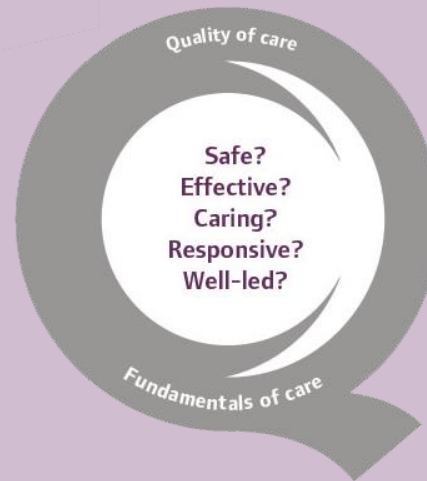 Quality of care
Safe?
Effective?
Caring?
Responsive?
Well-led?
Fundamentals of care